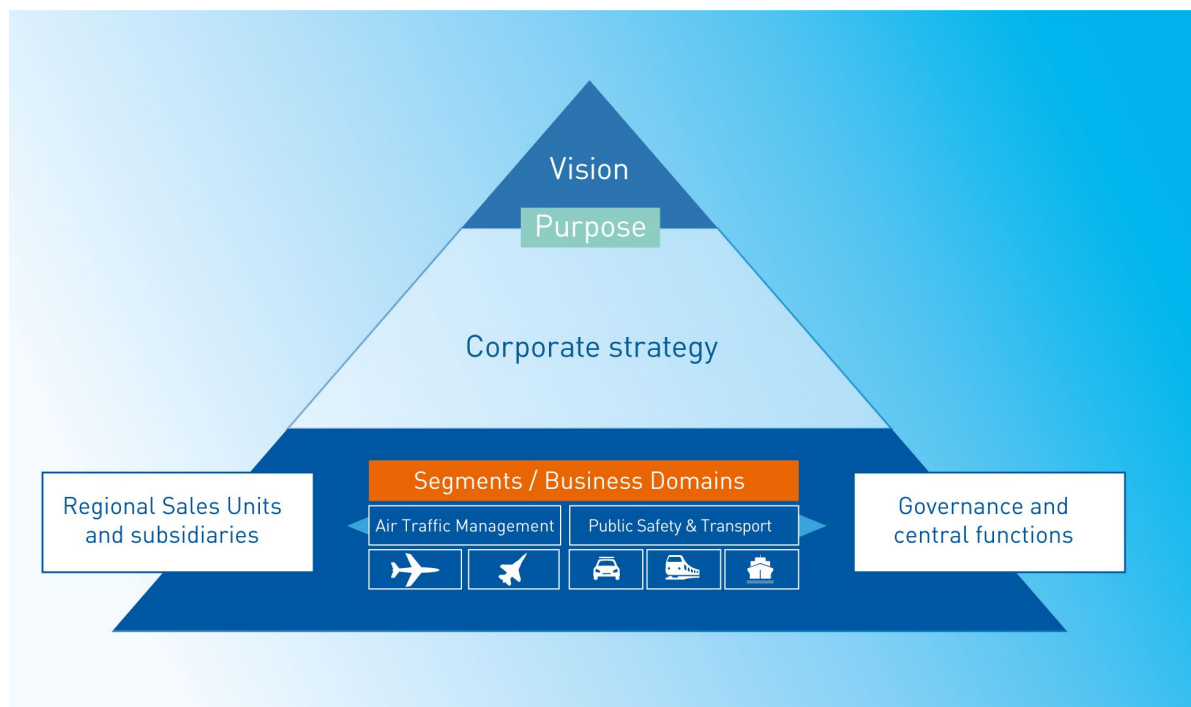 Vision
Purpose
Corporate strategy
Segments / Business Domains
Regional Sales Units
and subsidiaries
Air Traffic Management
Public Safety & Transport
Governance and
central functions